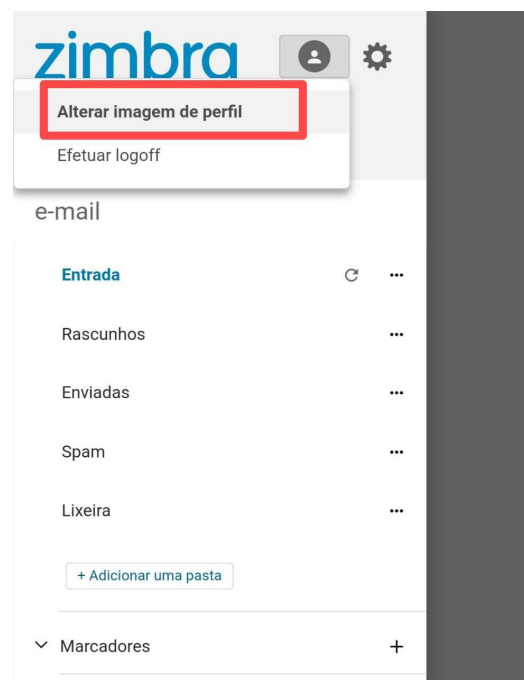 zimbra
Alterar imagem de perfil
Efetuar logoff
e-mail
Entrada
Rascunhos
Enviadas
Spam
Lixeira
+ Adicionar uma pasta
Marcadores